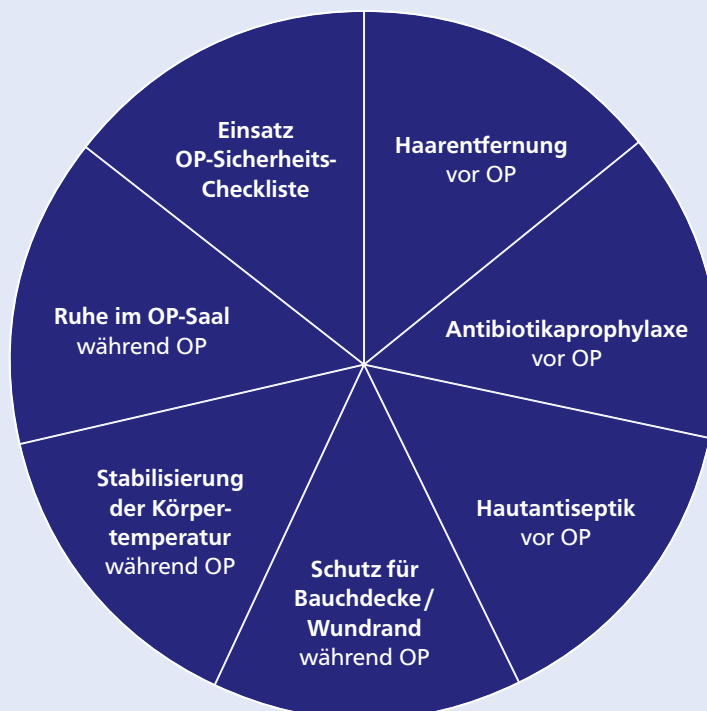 Einsatz
OP-Sicherheits-
Checkliste
Haarentfernung
vor OP
Antibiotikaprophylaxe
vor OP
Hautantiseptik
vor OP
Schutz für
Bauchdecke/
Wundrand
während OP
Stabilisierung
der Körper-
temperatur
während OP
Ruhe im OP-Saal
während OP